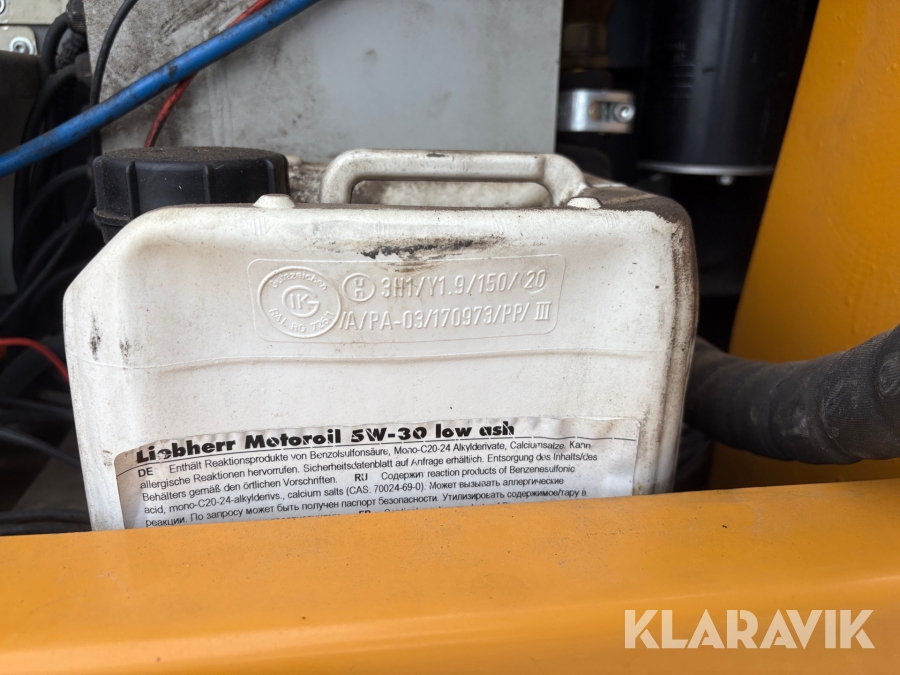 3H1/Y1.9/150/ 20
/A/PA-03/170973/PP/ III
Liebherr Motoroil 5W-30 low ash
DE Enthält Reaktionsprodukte von Benzolsulfonsäure, Mono-C20-24 Alkylderivate, Calciumsalze. Kann
allergische Reaktionen hervorrufen. Sicherheitsdatenblatt auf Anfrage erhältlich. Entsorgung des Inhalts/des
Behälters gemäß den örtlichen Vorschriften. RU Содержит reaction products of Benzenesulfonic
acid, mono-C20-24-alkylderivs., calcium salts (CAS: 70024-69-0). Может вызывать аллергические
реакции. По запросу может быть получен паспорт безопасности. Утилизировать содержимое/тару в
KLARAVIK